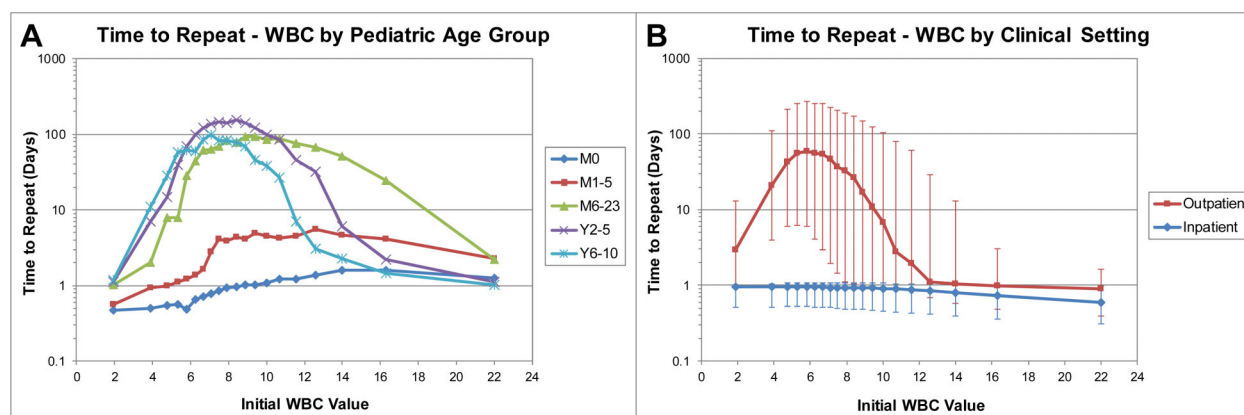 A
Time to Repeat - WBC by Pediatric Age Group
Time to Repeat (Days)
1000
100
10
1
0.1
0 2 4 6 8 10 12 14 16 18 20 22 24
Initial WBC Value
M0
M1-5
M6-23
Y2-5
Y6-10
B
Time to Repeat - WBC by Clinical Setting
Time to Repeat (Days)
1000
100
10
1
0.1
0 2 4 6 8 10 12 14 16 18 20 22 24
Initial WBC Value
Outpatien
Inpatient